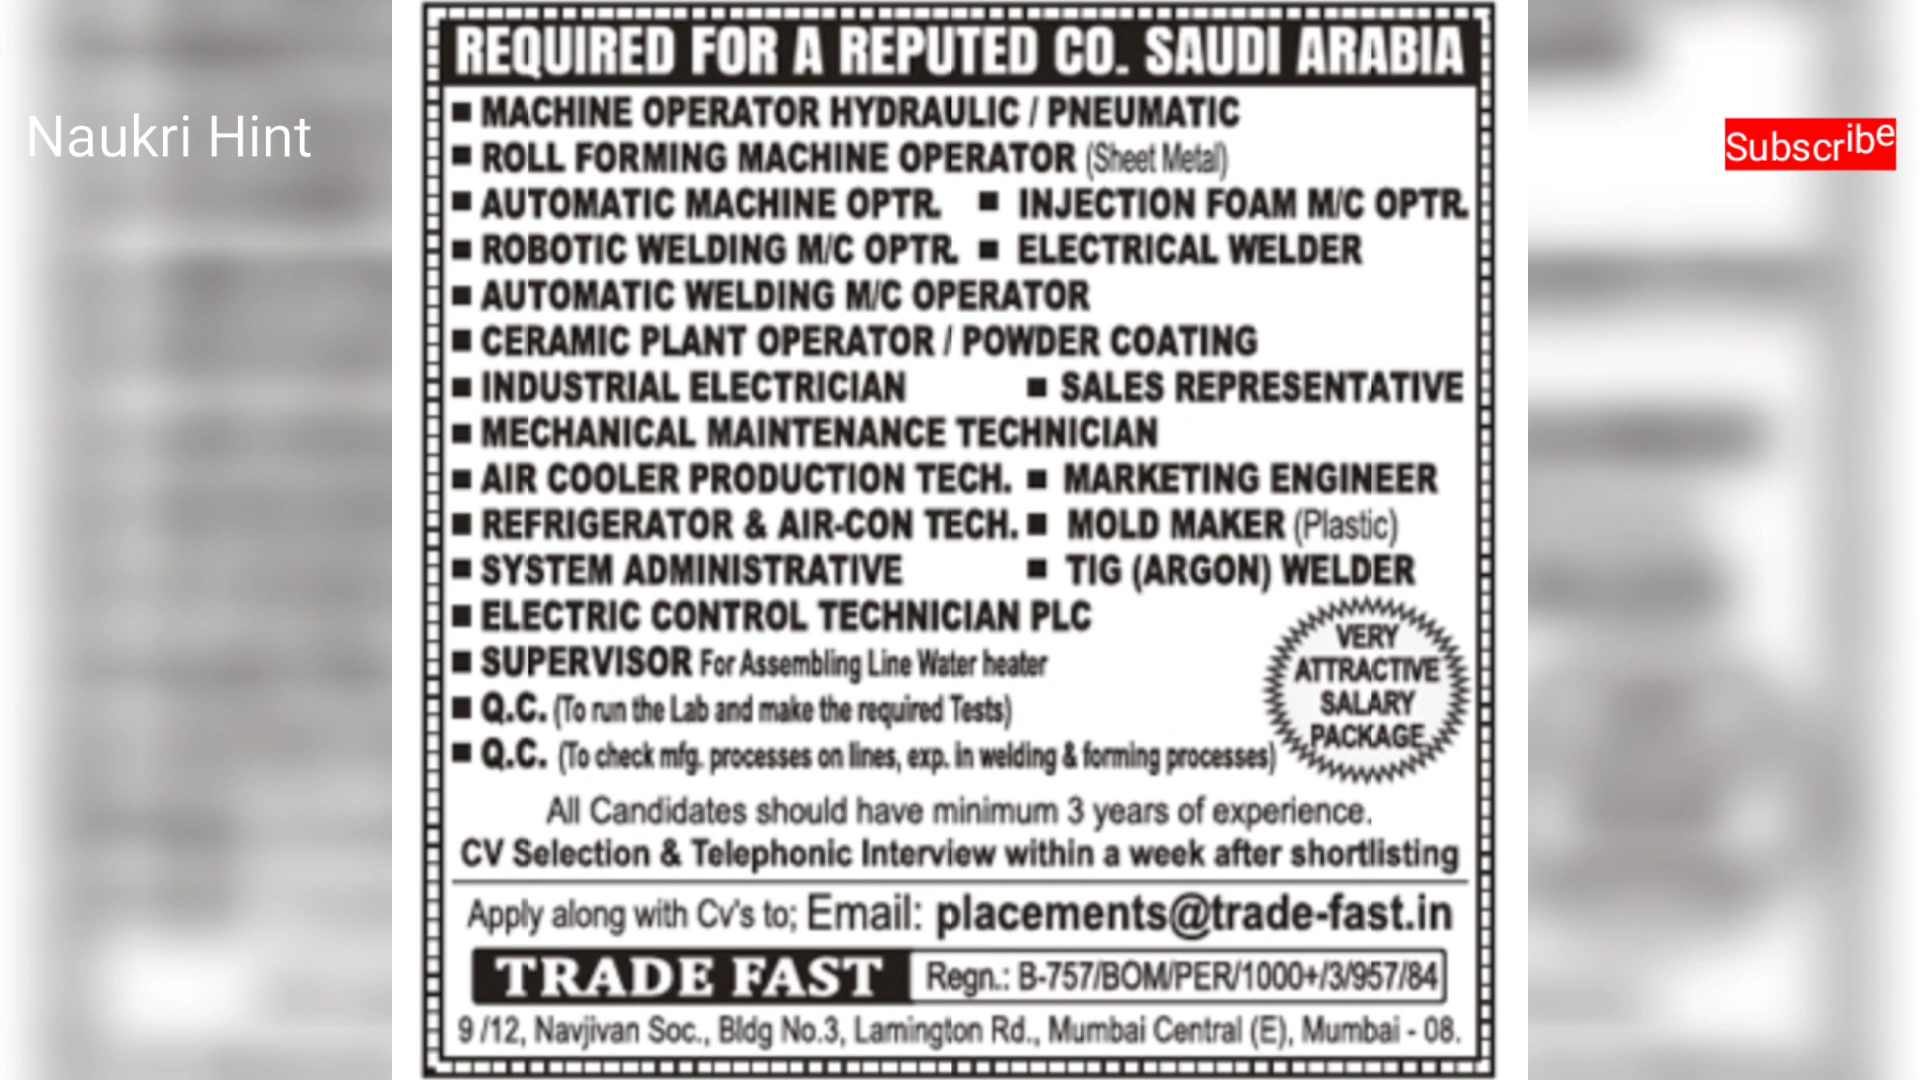 Naukri Hint
Subscribe
REQUIRED FOR A REPUTED CO. SAUDI ARABIA
■ MACHINE OPERATOR HYDRAULIC / PNEUMATIC
■ ROLL FORMING MACHINE OPERATOR (Sheet Metal)
■ AUTOMATIC MACHINE OPTR. ■ INJECTION FOAM M/C OPTR.
■ ROBOTIC WELDING M/C OPTR. ■ ELECTRICAL WELDER
■ AUTOMATIC WELDING M/C OPERATOR
■ CERAMIC PLANT OPERATOR / POWDER COATING
■ INDUSTRIAL ELECTRICIAN ■ SALES REPRESENTATIVE
■ MECHANICAL MAINTENANCE TECHNICIAN
■ AIR COOLER PRODUCTION TECH. ■ MARKETING ENGINEER
■ REFRIGERATOR & AIR-CON TECH. ■ MOLD MAKER (Plastic)
■ SYSTEM ADMINISTRATIVE ■ TIG (ARGON) WELDER
■ ELECTRIC CONTROL TECHNICIAN PLC
■ SUPERVISOR For Assembling Line Water heater
■ Q.C. (To run the Lab and make the required Tests)
■ Q.C. (To check mfg. processes on lines, exp. in welding & forming processes)
VERY
ATTRACTIVE
SALARY
PACKAGE
All Candidates should have minimum 3 years of experience.
CV Selection & Telephonic Interview within a week after shortlisting
Apply along with Cv's to; Email: placements@trade-fast.in
TRADE FAST Regn.: B-757/BOM/PER/1000+/3/957/84
9 /12, Navjivan Soc., Bldg No.3, Lamington Rd., Mumbai Central (E), Mumbai - 08.